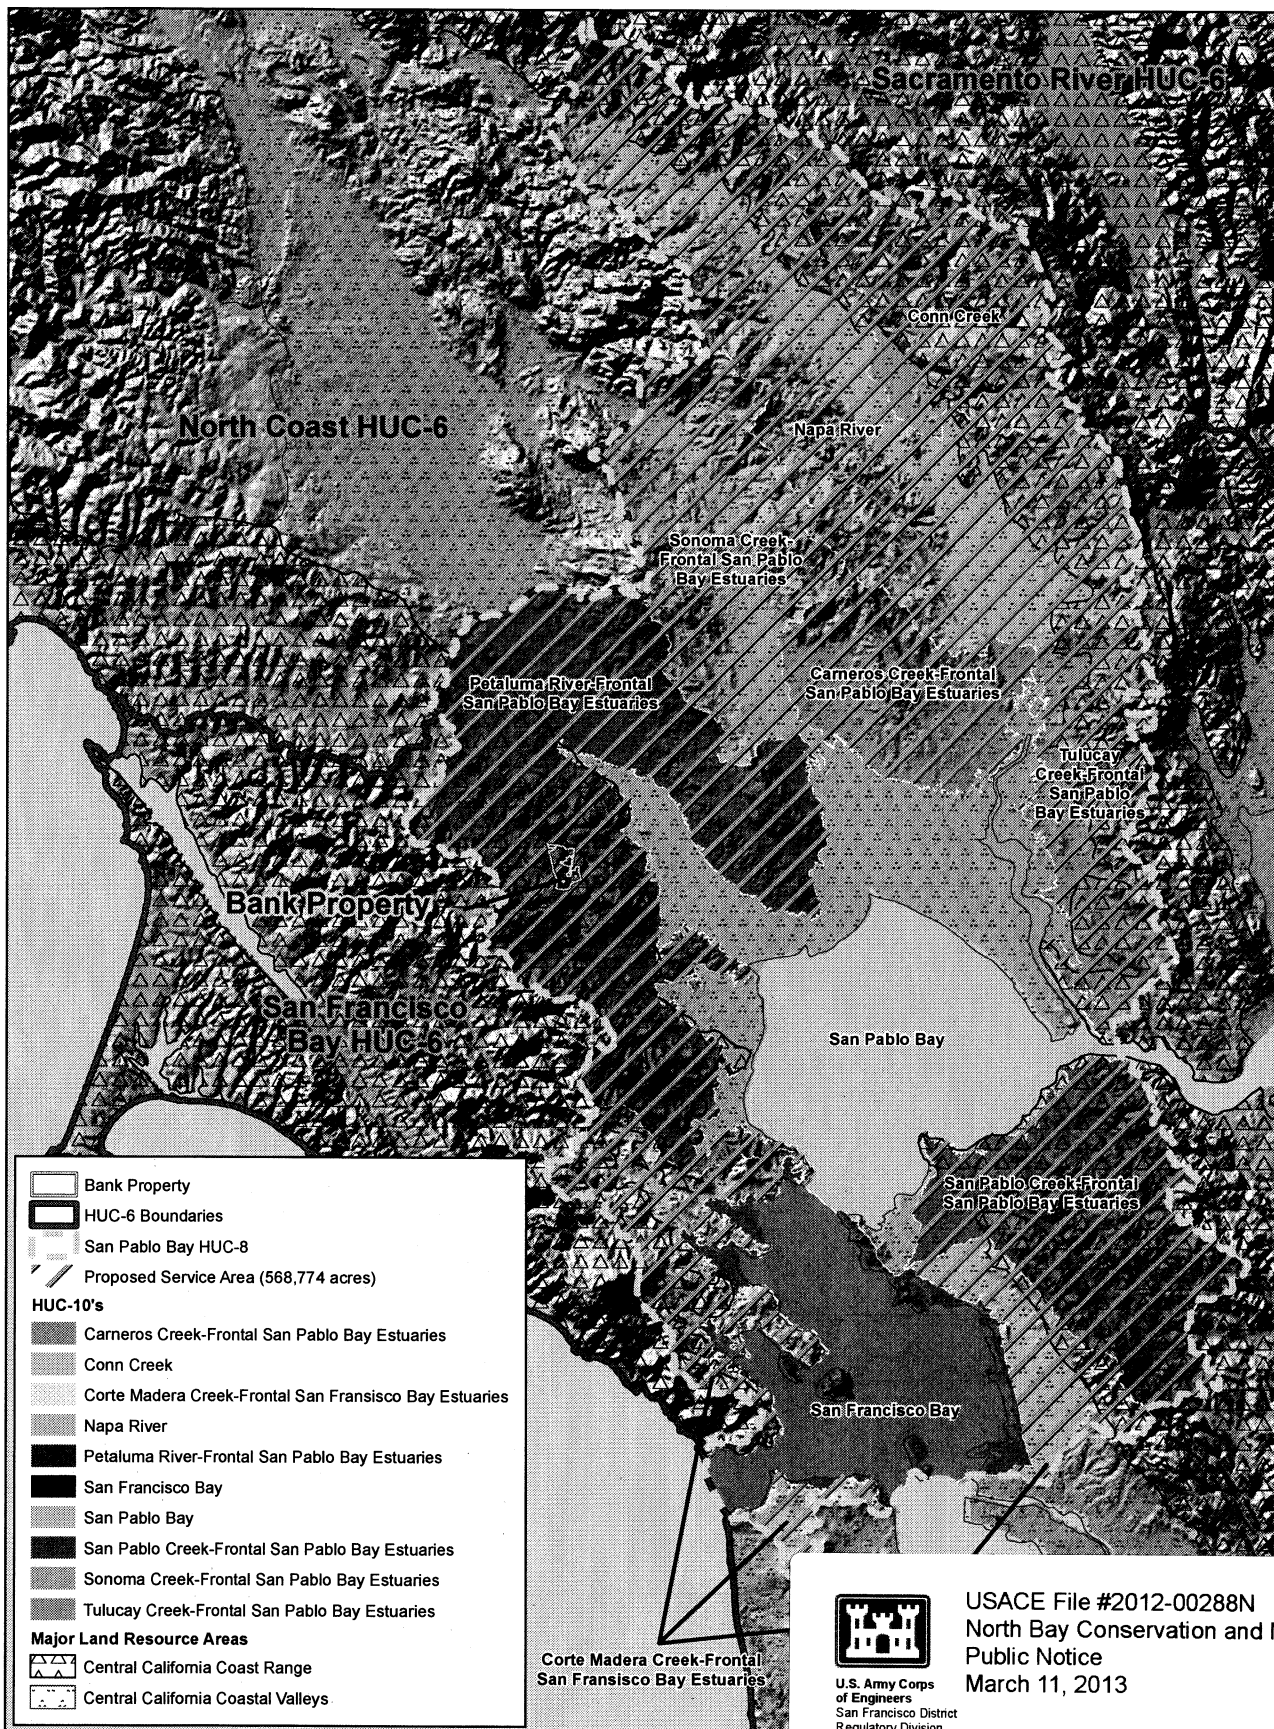 Sacramento River HUC-6
Conn Creek
North Coast HUC-6
Napa River
Sonoma Creek-
Frontal San Pablo
Bay Estuaries
Petaluma River-Frontal
San Pablo Bay Estuaries
Carneros Creek-Frontal
San Pablo Bay Estuaries
Tulucay
Creek-Frontal
San Pablo
Bay Estuaries
Bank Property
San Francisco
Bay HUC-6
San Pablo Bay
San Pablo Creek-Frontal
San Pablo Bay Estuaries
San Francisco Bay
Corte Madera Creek-Frontal
San Fransisco Bay Estuaries
Bank Property
HUC-6 Boundaries
San Pablo Bay HUC-8
Proposed Service Area (568,774 acres)
HUC-10's
Carneros Creek-Frontal San Pablo Bay Estuaries
Conn Creek
Corte Madera Creek-Frontal San Fransisco Bay Estuaries
Napa River
Petaluma River-Frontal San Pablo Bay Estuaries
San Francisco Bay
San Pablo Bay
San Pablo Creek-Frontal San Pablo Bay Estuaries
Sonoma Creek-Frontal San Pablo Bay Estuaries
Tulucay Creek-Frontal San Pablo Bay Estuaries
Major Land Resource Areas
Central California Coast Range
Central California Coastal Valleys
U.S. Army Corps
of Engineers
San Francisco District
Regulatory Division
USACE File #2012-00288N
North Bay Conservation and
Public Notice
March 11, 2013